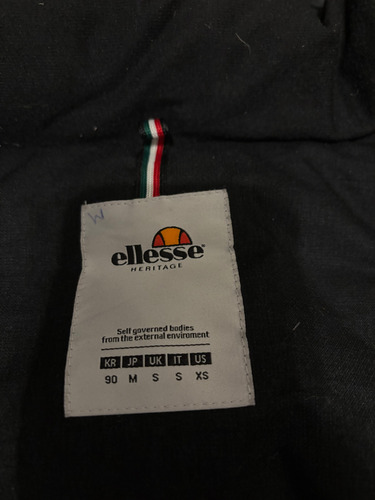 W
ellesse
HERITAGE
Self governed bodies
from the external enviroment
KR JP UK IT US
90 M S S XS